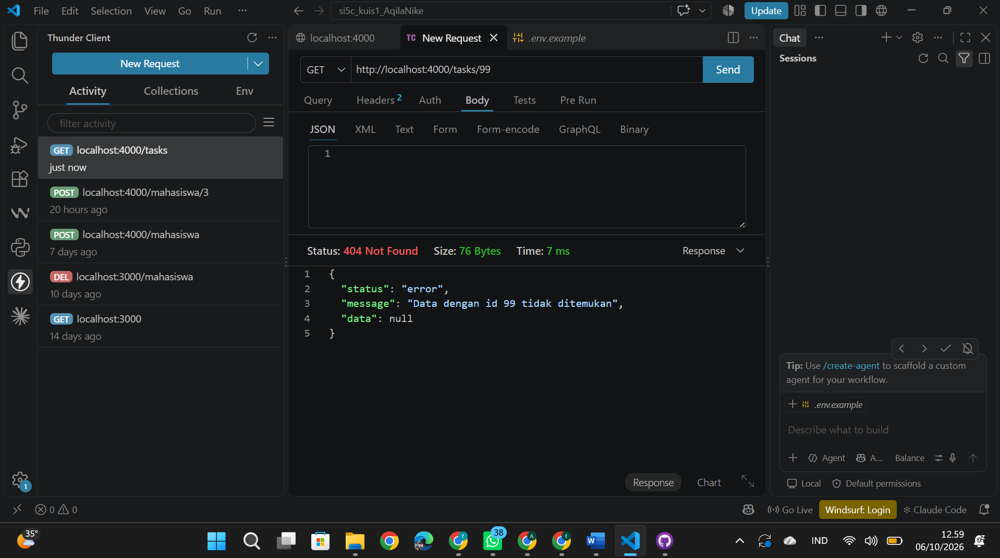 File Edit Selection View Go Run ···
si5c_kuis1_AqilaNike
Update
Thunder Client
New Request
Activity Collections Env
filter activity
GET localhost:4000/tasks
just now
POST localhost:4000/mahasiswa/3
20 hours ago
POST localhost:4000/mahasiswa
7 days ago
DEL localhost:3000/mahasiswa
10 days ago
GET localhost:3000
14 days ago
1
localhost:4000
TC New Request
.env.example
GET http://localhost:4000/tasks/99 Send
Query Headers 2 Auth Body Tests Pre Run
JSON XML Text Form Form-encode GraphQL Binary
1
Status: 404 Not Found Size: 76 Bytes Time: 7 ms Response
1 {
2 "status": "error",
3 "message": "Data dengan id 99 tidak ditemukan",
4 "data": null
5 }
Response Chart
Chat
Sessions
Tip: Use /create-agent to scaffold a custom
agent for your workflow.
.env.example
Describe what to build
Agent A... Balance
Local Default permissions
0 0
Go Live Windsurf: Login Claude Code
35°
f
38
A
f
W
IND
12.59
06/10/2026